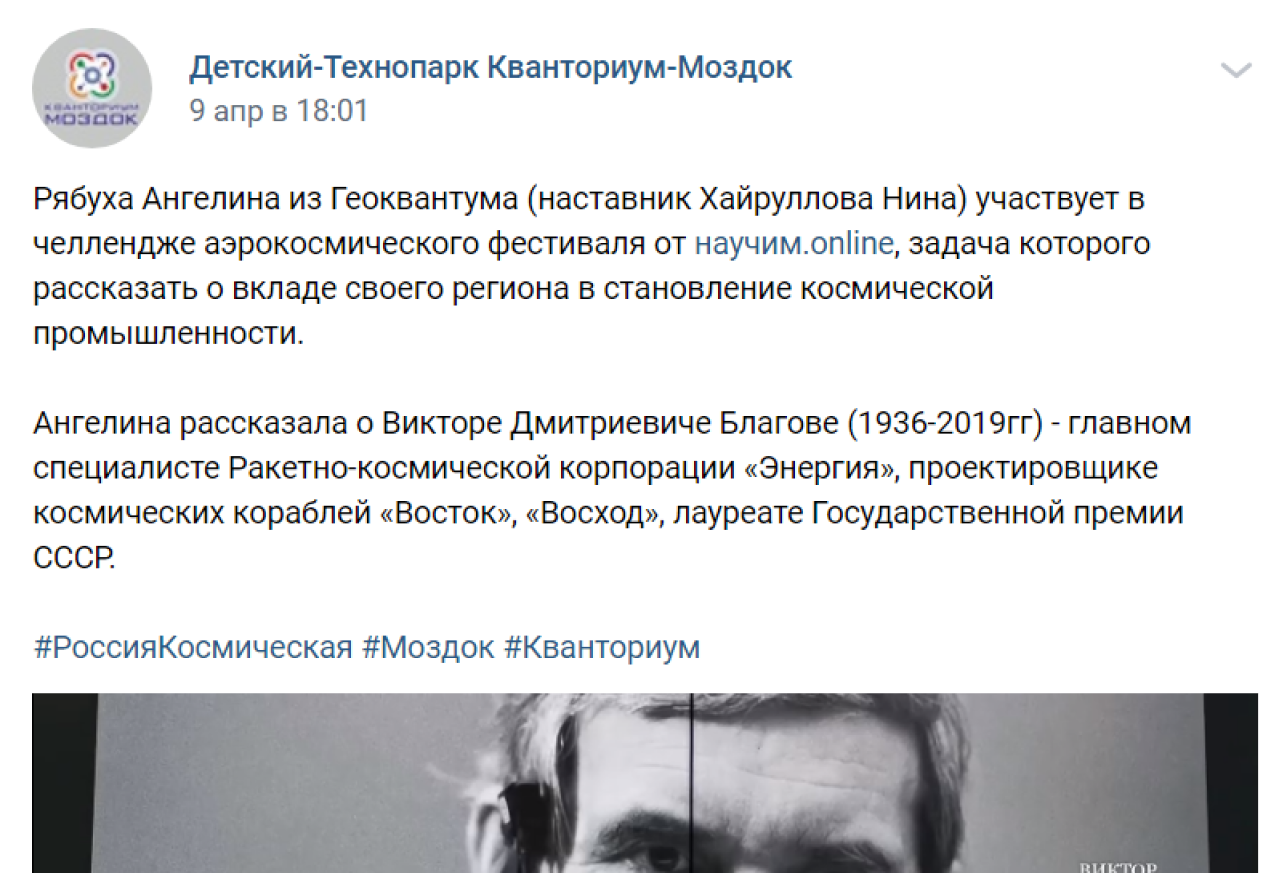 КВАНТОРИУМ
МОЗДОК
Детский-Технопарк Кванториум-Моздок
9 апр в 18:01
Рябуха Ангелина из Геоквантума (наставник Хайруллова Нина) участвует в
челлендже аэрокосмического фестиваля от научим.online, задача которого
рассказать о вкладе своего региона в становление космической
промышленности.
Ангелина рассказала о Викторе Дмитриевиче Благове (1936-2019гг) - главном
специалисте Ракетно-космической корпорации «Энергия», проектировщике
космических кораблей «Восток», «Восход», лауреате Государственной премии
СССР.
#РоссияКосмическая #Моздок #Кванториум
ВИКТОР